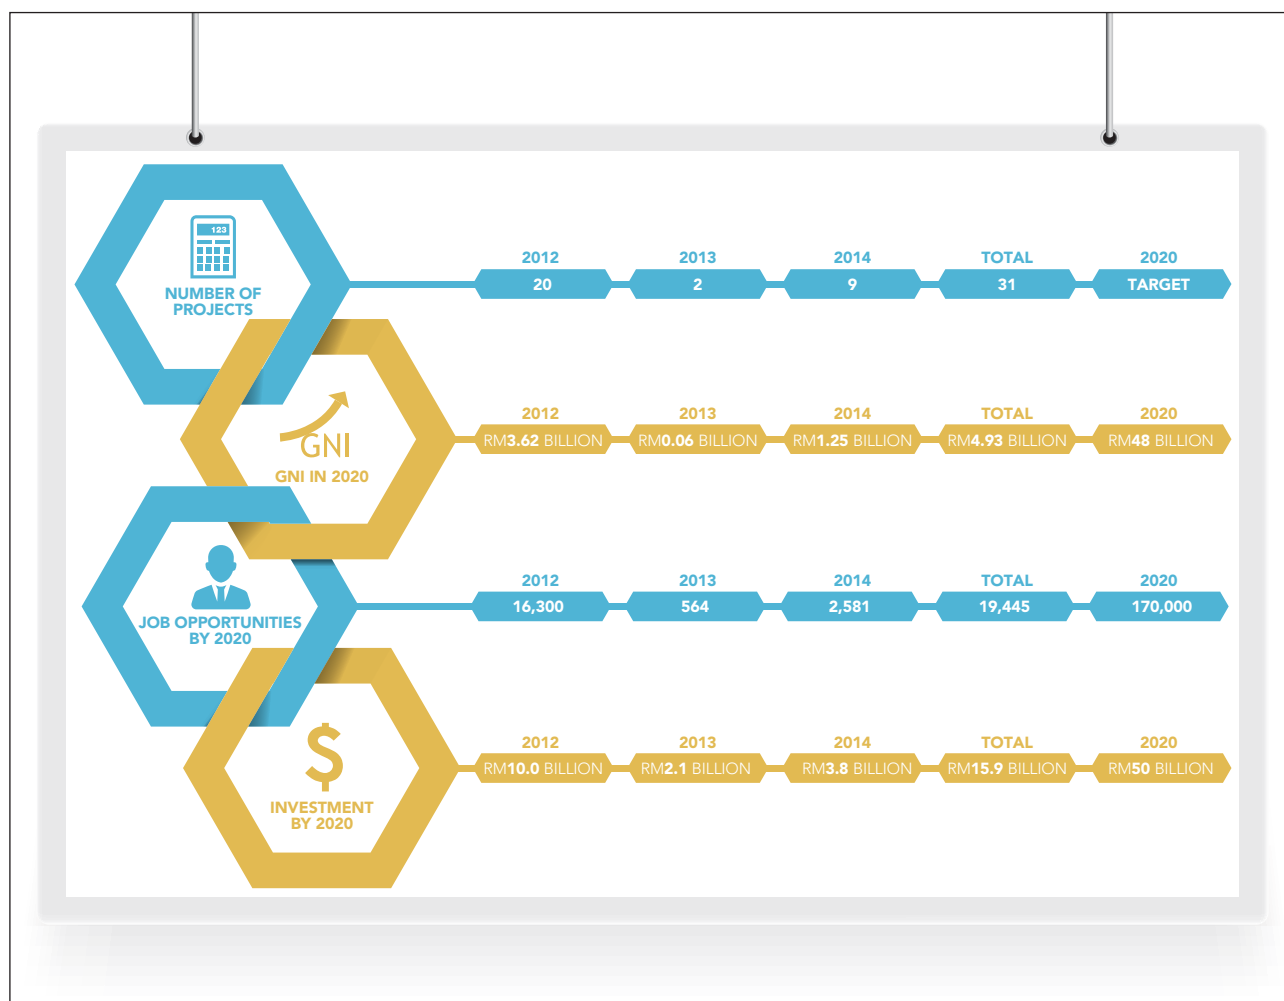 123
NUMBER OF
PROJECTS
2012 2013 2014 TOTAL 2020
20 2 9 31 TARGET
GNI
GNI IN 2020
2012 2013 2014 TOTAL 2020
RM3.62 BILLION RM0.06 BILLION RM1.25 BILLION RM4.93 BILLION RM48 BILLION
JOB OPPORTUNITIES
BY 2020
2012 2013 2014 TOTAL 2020
16,300 564 2,581 19,445 170,000
$
INVESTMENT
BY 2020
2012 2013 2014 TOTAL 2020
RM10.0 BILLION RM2.1 BILLION RM3.8 BILLION RM15.9 BILLION RM50 BILLION